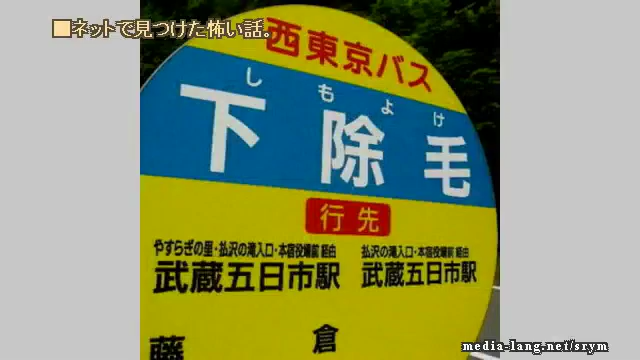 ■ネットで見つけた怖い話。
西東京バス
しもよけ
下除毛
行先
やすらぎの里・払沢の滝入口・本宿役場前 経由
武蔵五日市駅
払沢の滝入口・本宿役場前 経由
武蔵五日市駅
藤倉
media-lang.net/srym